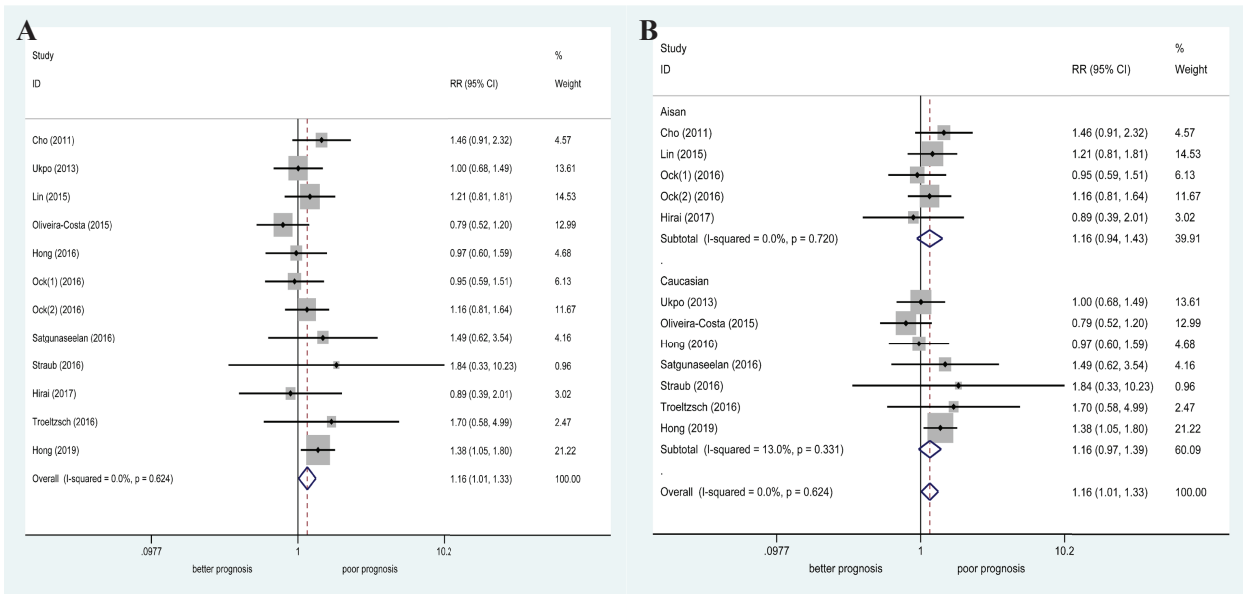 A
Study %
ID RR (95% CI) Weight
Cho (2011) 1.46 (0.91, 2.32) 4.57
Ukpo (2013) 1.00 (0.68, 1.49) 13.61
Lin (2015) 1.21 (0.81, 1.81) 14.53
Oliveira-Costa (2015) 0.79 (0.52, 1.20) 12.99
Hong (2016) 0.97 (0.60, 1.59) 4.68
Ock(1) (2016) 0.95 (0.59, 1.51) 6.13
Ock(2) (2016) 1.16 (0.81, 1.64) 11.67
Satgunaseelan (2016) 1.49 (0.62, 3.54) 4.16
Straub (2016) 1.84 (0.33, 10.23) 0.96
Hirai (2017) 0.89 (0.39, 2.01) 3.02
Troeltzsch (2016) 1.70 (0.58, 4.99) 2.47
Hong (2019) 1.38 (1.05, 1.80) 21.22
Overall (I-squared = 0.0%, p = 0.624) 1.16 (1.01, 1.33) 100.00
.0977 1 10.2
better prognosis poor prognosis
B
Study %
ID RR (95% CI) Weight
Aisan
Cho (2011) 1.46 (0.91, 2.32) 4.57
Lin (2015) 1.21 (0.81, 1.81) 14.53
Ock(1) (2016) 0.95 (0.59, 1.51) 6.13
Ock(2) (2016) 1.16 (0.81, 1.64) 11.67
Hirai (2017) 0.89 (0.39, 2.01) 3.02
Subtotal (I-squared = 0.0%, p = 0.720) 1.16 (0.94, 1.43) 39.91
.
Caucasian
Ukpo (2013) 1.00 (0.68, 1.49) 13.61
Oliveira-Costa (2015) 0.79 (0.52, 1.20) 12.99
Hong (2016) 0.97 (0.60, 1.59) 4.68
Satgunaseelan (2016) 1.49 (0.62, 3.54) 4.16
Straub (2016) 1.84 (0.33, 10.23) 0.96
Troeltzsch (2016) 1.70 (0.58, 4.99) 2.47
Hong (2019) 1.38 (1.05, 1.80) 21.22
Subtotal (I-squared = 13.0%, p = 0.331) 1.16 (0.97, 1.39) 60.09
.
Overall (I-squared = 0.0%, p = 0.624) 1.16 (1.01, 1.33) 100.00
.0977 1 10.2
better prognosis poor prognosis